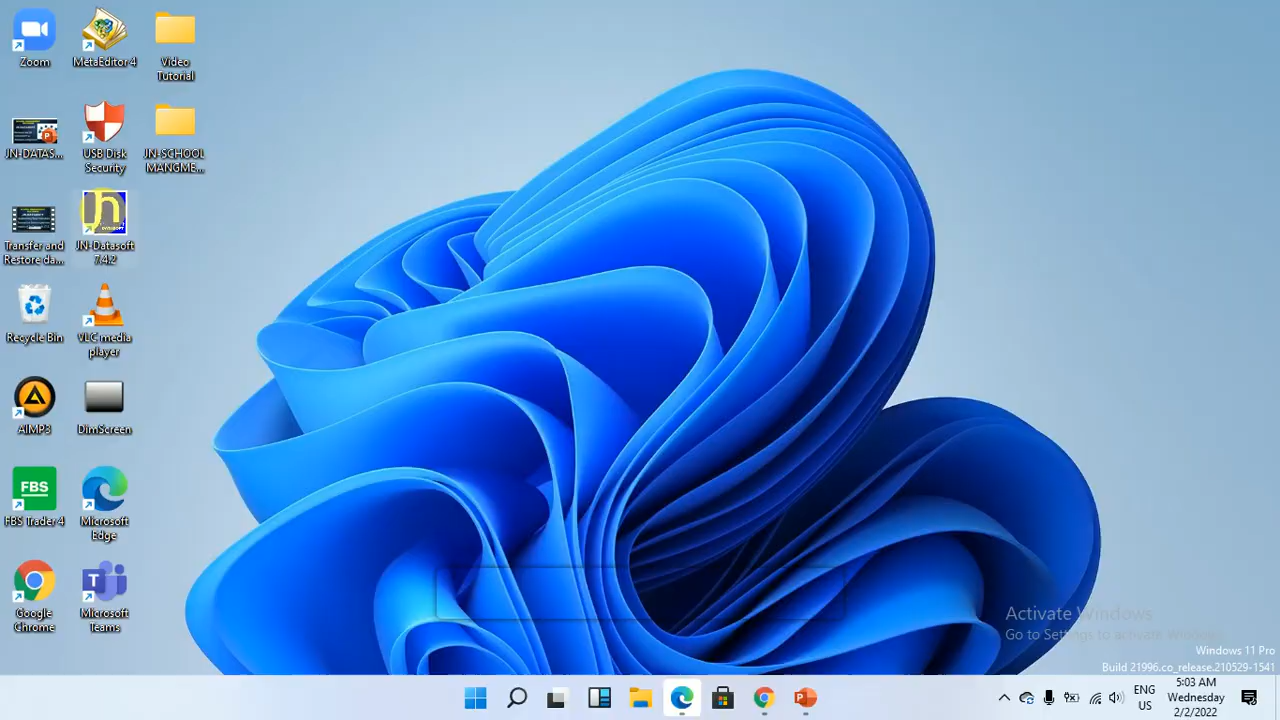 Zoom
MetaEditor 4
Video
Tutorial
JN-DATAS...
USB Disk
Security
JN-SCHOOL
MANGME...
Transfer and
Restore da...
JN-Datasoft
7.4.2
Recycle Bin
VLC media
player
AIMP3
DimScreen
FBS
FBS Trader 4
Microsoft
Edge
Google
Chrome
Microsoft
Teams
Activate Windows
Go to Settings to activate Windows.
Windows 11 Pro
Build 21996.co_release.210529-1541
ENG
US
5:03 AM
Wednesday
2/2/2022